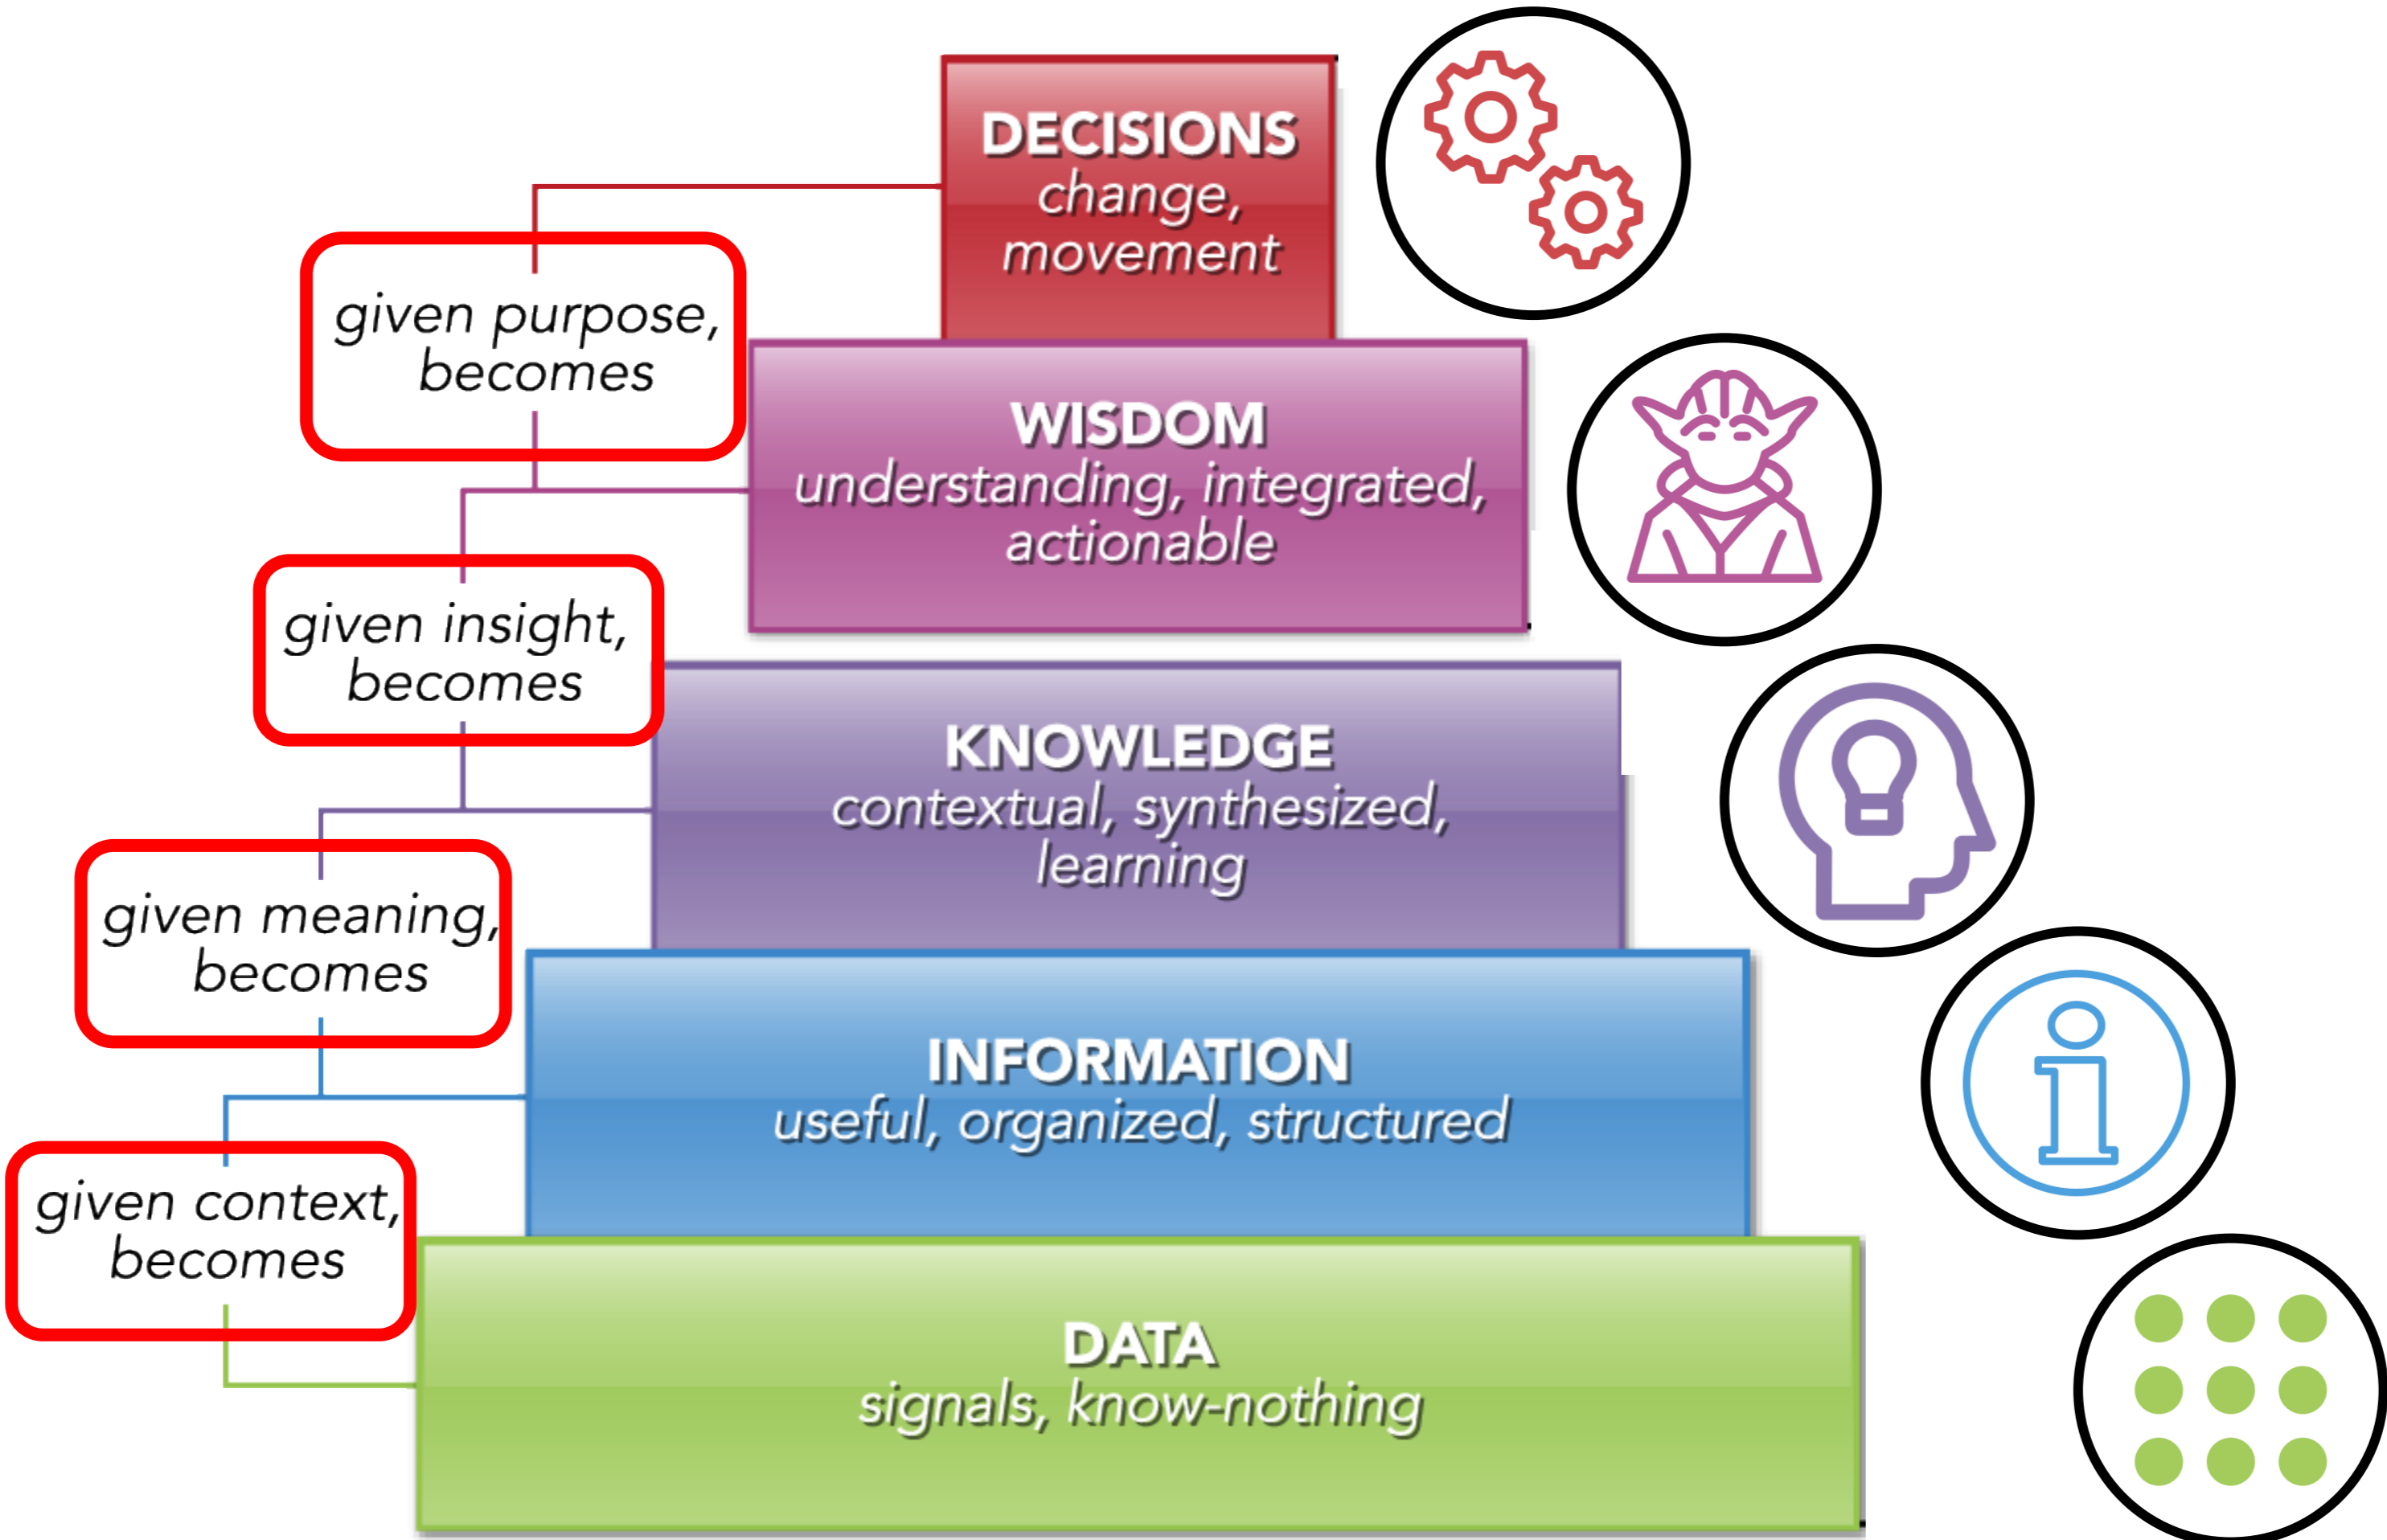 DECISIONS
change,
movement
given purpose,
becomes
WISDOM
understanding, integrated,
actionable
given insight,
becomes
KNOWLEDGE
contextual, synthesized,
learning
given meaning,
becomes
INFORMATION
useful, organized, structured
given context,
becomes
DATA
signals, know-nothing